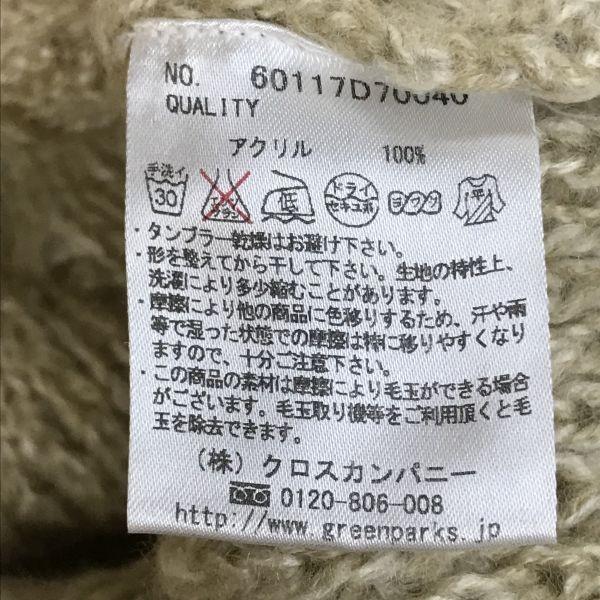 NO. 60117D70040
QUALITY
アクリル 100%
手洗イ
30
エンソ
サラシ
低
ドライ
セキユ系
ヨワク
平
・タンブラー乾燥はお避け下さい。
・形を整えてから干して下さい。生地の特性上、
洗濯により多少縮むことがあります。
・摩擦により他の商品に色移りするため、汗や雨
等で湿った状態での摩擦は特に移りやすくなり
ますので、十分ご注意下さい。
・この商品の素材は摩擦により毛玉ができる場合
がございます。毛玉取り機等をご利用頂くと毛
玉を除去できます。
(株)クロスカンパニー
0120-806-008
http://www.greenparks.jp